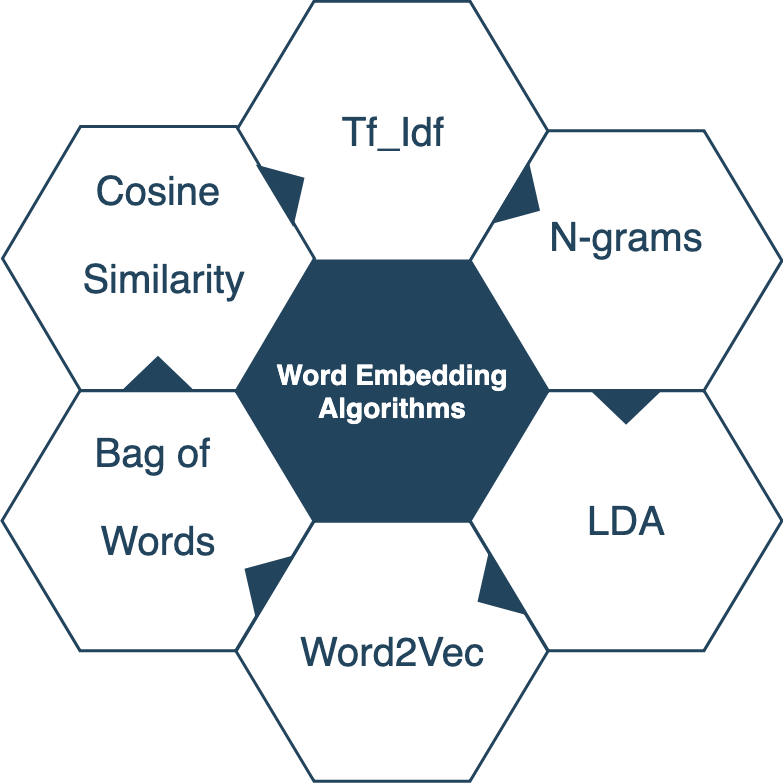 Tf_Idf
Cosine
Similarity
N-grams
Word Embedding
Algorithms
Bag of
Words
LDA
Word2Vec